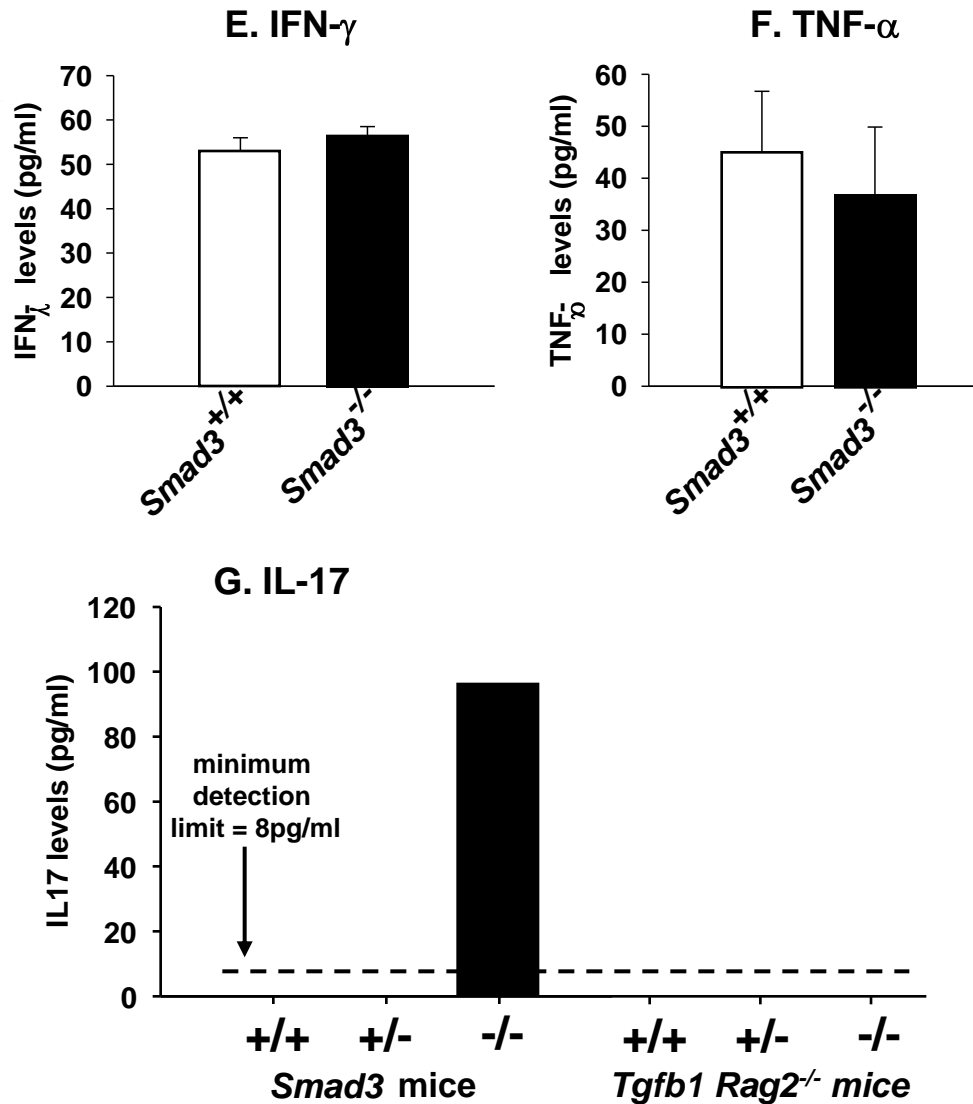 E. IFN-γ
70
60
50
40
30
20
10
0
IFN-γ levels (pg/ml)
Smad3+/+
Smad3-/-
F. TNF-α
60
50
40
30
20
10
0
TNF-α levels (pg/ml)
Smad3+/+
Smad3-/-
G. IL-17
120
100
80
60
40
20
0
IL17 levels (pg/ml)
minimum
detection
limit = 8pg/ml
+/+ +/- -/- +/+ +/- -/-
Smad3 mice Tgfb1 Rag2-/- mice